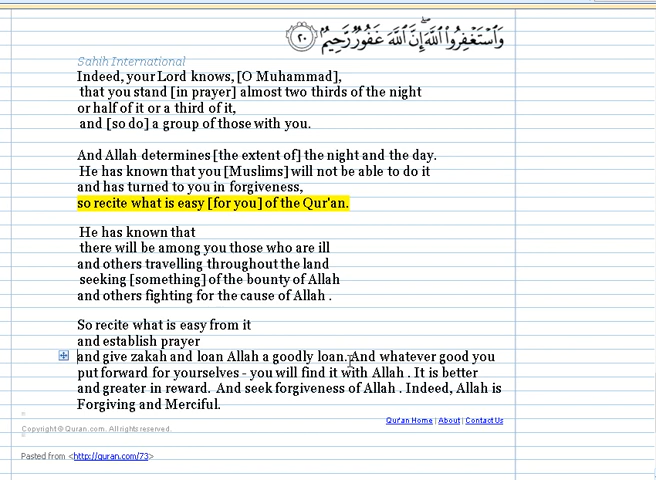 وَاسْتَغْفِرُوا اللَّهَ ۖ إِنَّ اللَّهَ غَفُورٌ رَّحِيمٌ ﴿٢٠﴾
Sahih International
Indeed, your Lord knows, [O Muhammad],
that you stand [in prayer] almost two thirds of the night
or half of it or a third of it,
and [so do] a group of those with you.
And Allah determines [the extent of] the night and the day.
He has known that you [Muslims] will not be able to do it
and has turned to you in forgiveness,
so recite what is easy [for you] of the Qur'an.
He has known that
there will be among you those who are ill
and others travelling throughout the land
seeking [something] of the bounty of Allah
and others fighting for the cause of Allah .
So recite what is easy from it
and establish prayer
and give zakah and loan Allah a goodly loan. And whatever good you
put forward for yourselves - you will find it with Allah . It is better
and greater in reward. And seek forgiveness of Allah . Indeed, Allah is
Forgiving and Merciful.
Qur'an Home | About | Contact Us
Copyright © Quran.com. All rights reserved.
Pasted from <http://quran.com/73>